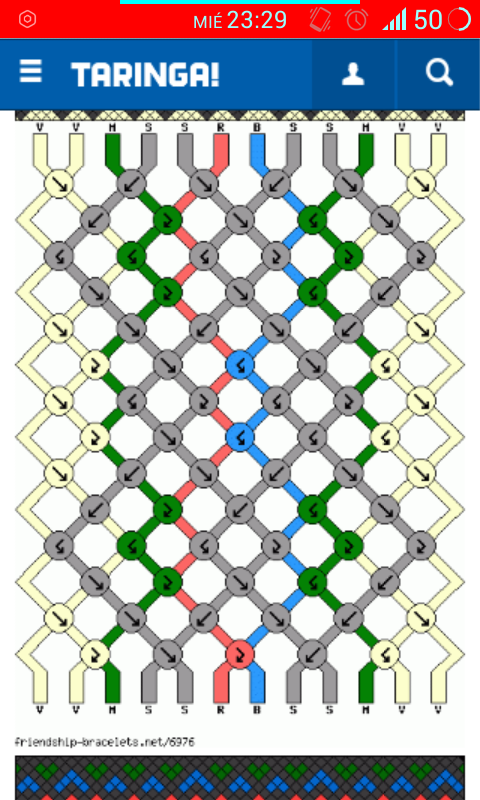 MIÉ 23:29 50
TARINGA!
V V M S S R B S S M V V
V V M S S R B S S M V V
friendship-bracelets.net/6976